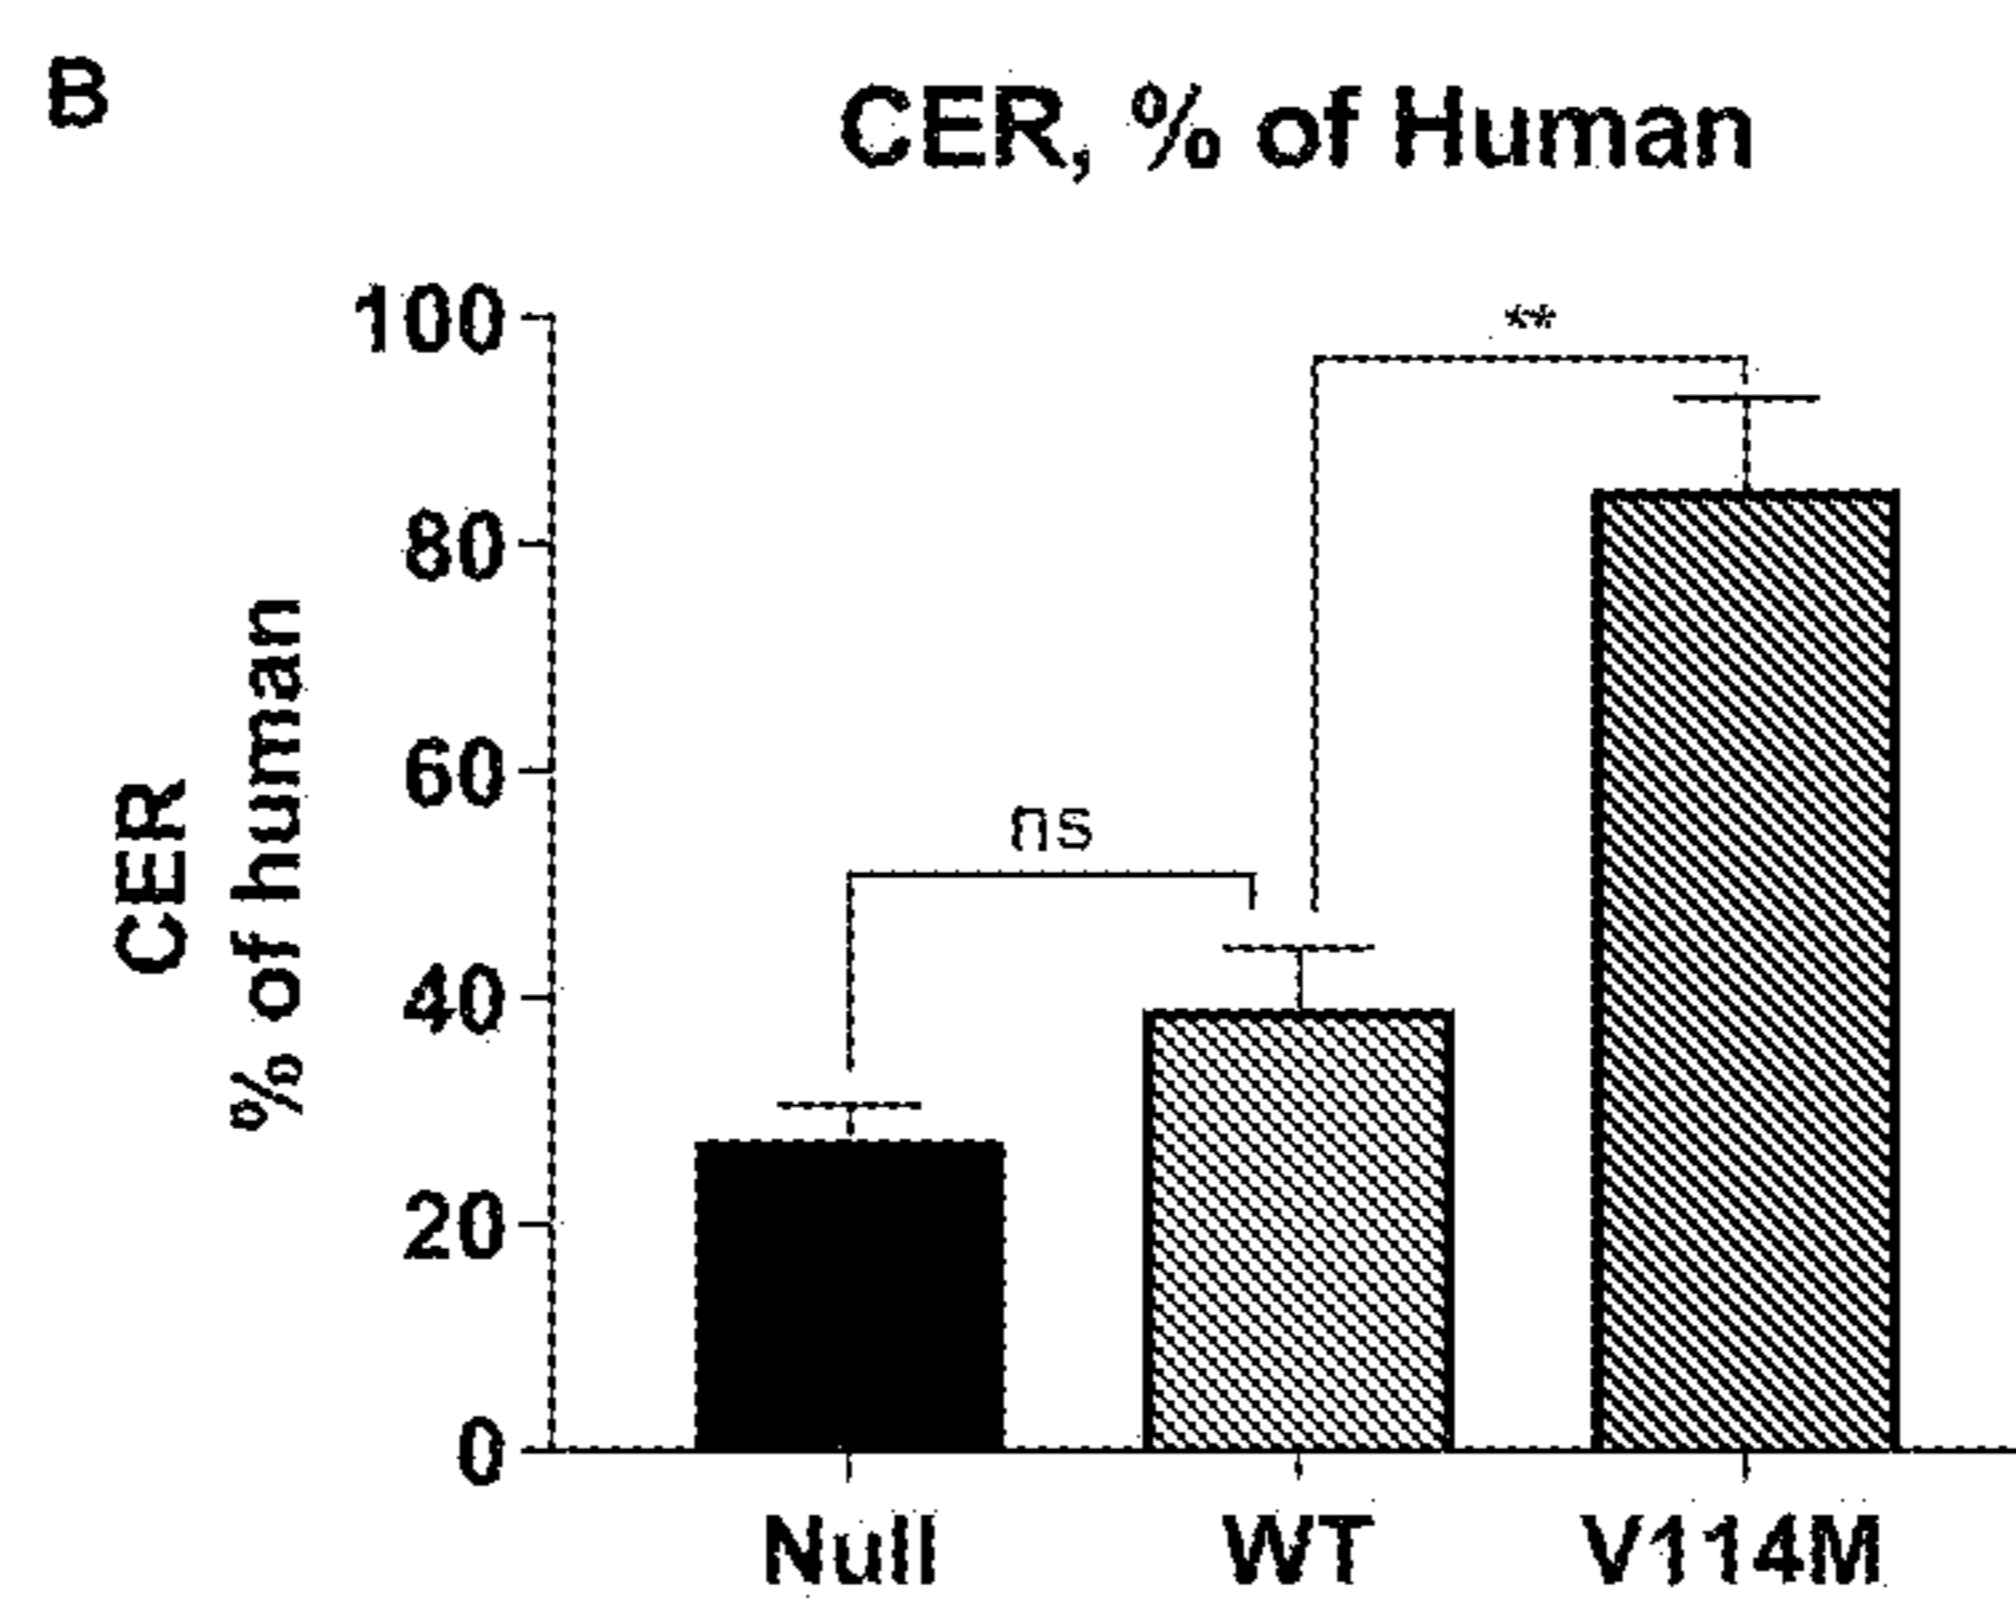 B
CER, % of Human
100
80
60
40
20
0
CER
% of human
ns
**
Null
WT
V114M